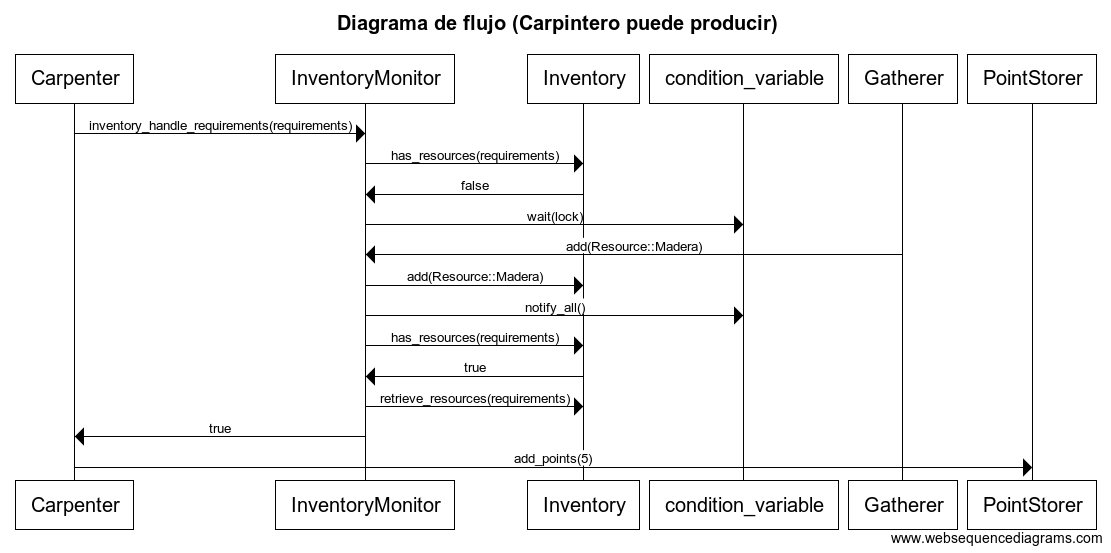 Diagrama de flujo (Carpintero puede producir)
Carpenter InventoryMonitor Inventory condition_variable Gatherer PointStorer
inventory_handle_requirements(requirements)
has_resources(requirements)
false
wait(lock)
add(Resource::Madera)
add(Resource::Madera)
notify_all()
has_resources(requirements)
true
retrieve_resources(requirements)
true
add_points(5)
Carpenter InventoryMonitor Inventory condition_variable Gatherer PointStorer
www.websequencediagrams.com